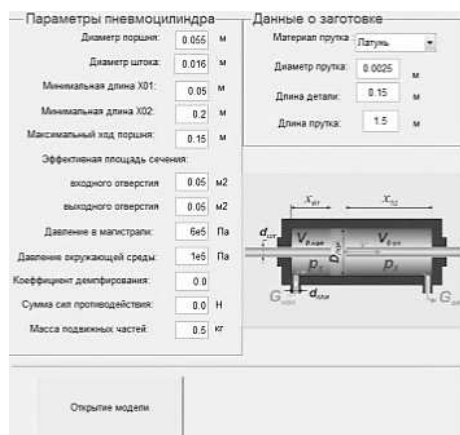 Параметры пневмоцилиндра
Диаметр поршня: 0.055 м
Диаметр штока: 0.016 м
Минимальная длина X01: 0.05 м
Минимальная длина X02: 0.2 м
Максимальный ход поршня: 0.15 м
Эффективная площадь сечения:
входного отверстия 0.05 м2
выходного отверстия 0.05 м2
Давление в магистрали: 6e5 Па
Давление окружающей среды: 1e5 Па
Коэффициент демпфирования: 0.0
Сумма сил противодействия: 0.0 Н
Масса подвижных частей: 0.5 кг
Данные о заготовке
Материал прутка: Латунь
Диаметр прутка: 0.0025 м
Длина детали: 0.15 м
Длина прутка: 1.5 м
Открытие модели